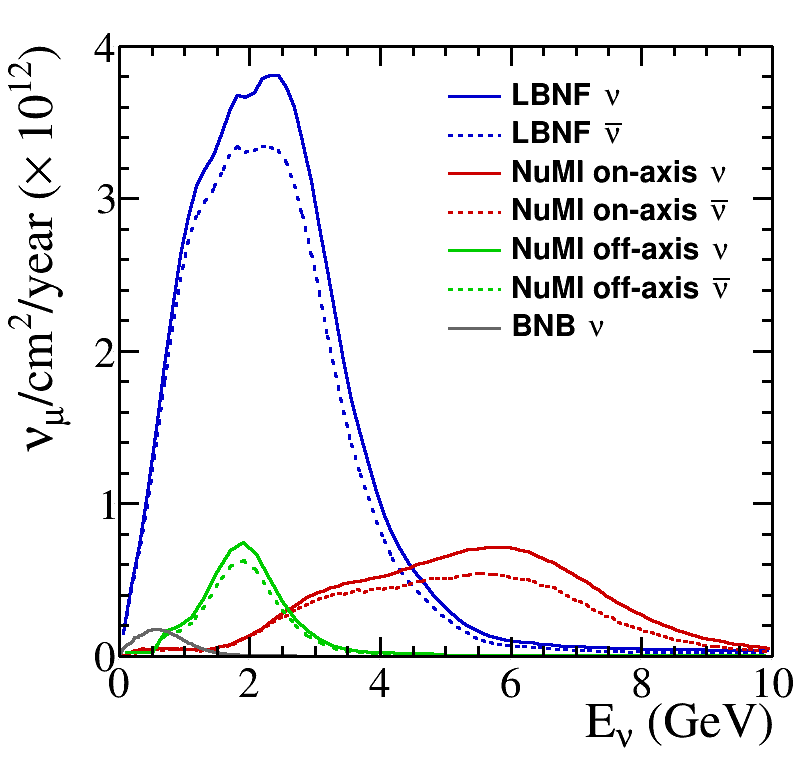 ν_μ/cm²/year (× 10¹²)
4
3
2
1
0
LBNF ν
LBNF ν̅
NuMI on-axis ν
NuMI on-axis ν̅
NuMI off-axis ν
NuMI off-axis ν̅
BNB ν
0 2 4 6 8 10
E_ν (GeV)